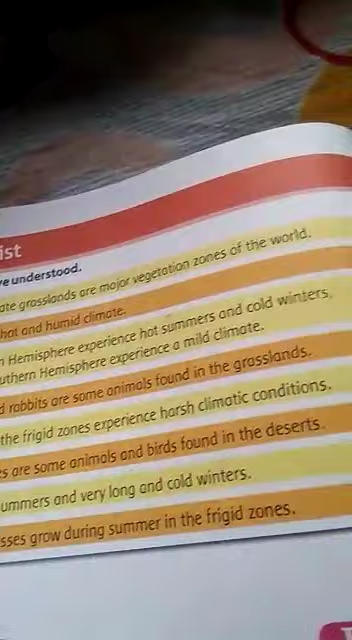 ist
ve understood.
ate grasslands are major vegetation zones of the world.
hat and humid climate.
n Hemisphere experience hot summers and cold winters,
uthern Hemisphere experience a mild climate.
d rabbits are some animals found in the grasslands.
the frigid zones experience harsh climatic conditions.
es are some animals and birds found in the deserts.
ummers and very long and cold winters.
sses grow during summer in the frigid zones.